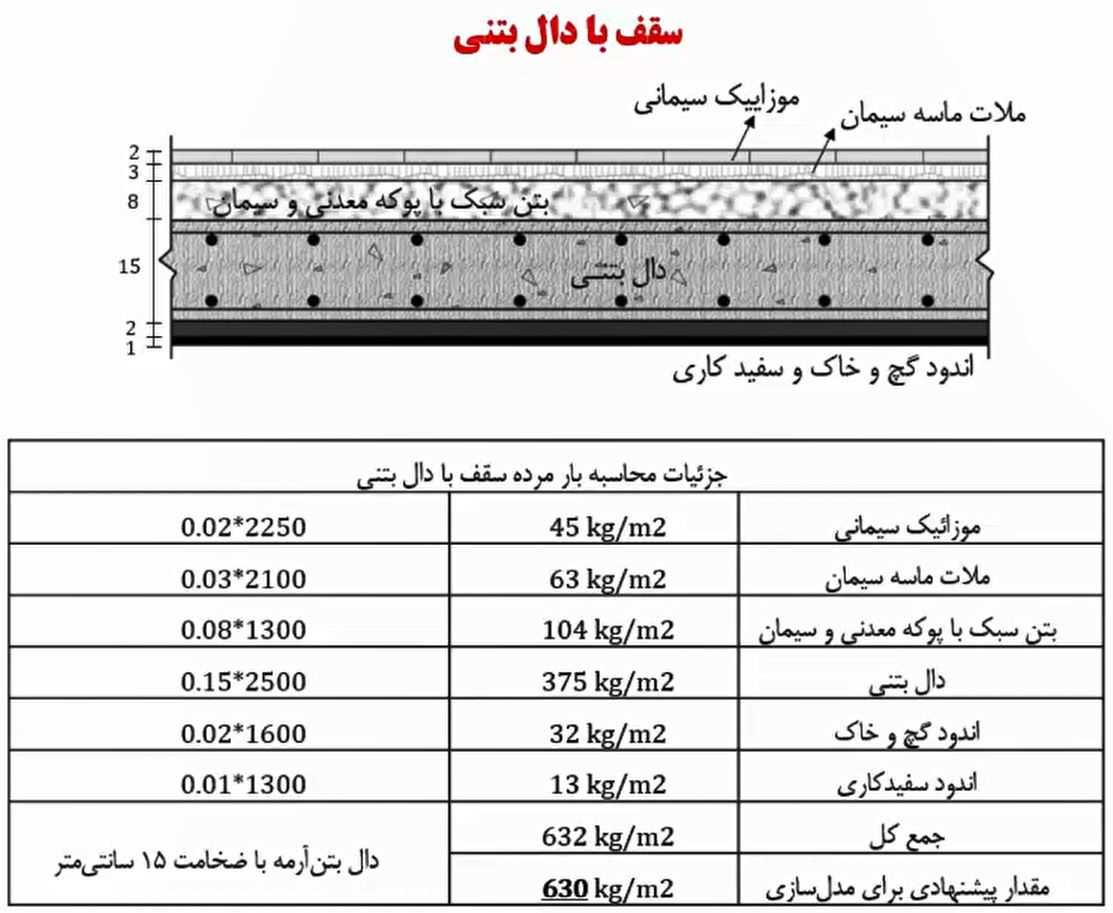 سقف با دال بتنی
موزاییک سیمانی
ملات ماسه سیمان
2
3
8
15
2
1
بتن سبک با پوکه معدنی و سیمان
دال بتنی
اندود گچ و خاک و سفید کاری
جزئیات محاسبه بار مرده سقف با دال بتنی
موزائیک سیمانی 45 kg/m2 0.02*2250
ملات ماسه سیمان 63 kg/m2 0.03*2100
بتن سبک با پوکه معدنی و سیمان 104 kg/m2 0.08*1300
دال بتنی 375 kg/m2 0.15*2500
اندود گچ و خاک 32 kg/m2 0.02*1600
اندود سفیدکاری 13 kg/m2 0.01*1300
جمع کل 632 kg/m2
دال بتن‌آرمه با ضخامت ۱۵ سانتی‌متر
مقدار پیشنهادی برای مدل‌سازی 630 kg/m2